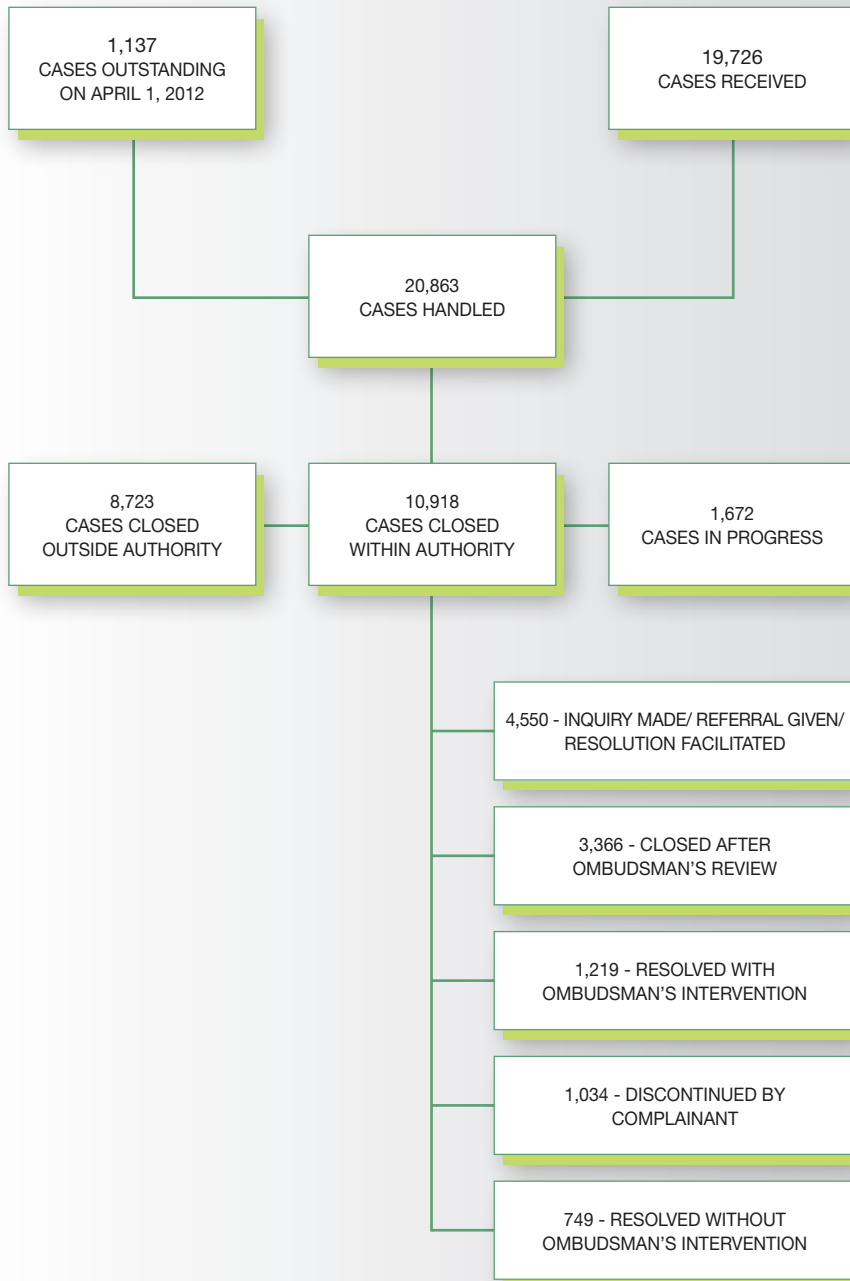 1,137
CASES OUTSTANDING
ON APRIL 1, 2012
19,726
CASES RECEIVED
20,863
CASES HANDLED
8,723
CASES CLOSED
OUTSIDE AUTHORITY
10,918
CASES CLOSED
WITHIN AUTHORITY
1,672
CASES IN PROGRESS
4,550 - INQUIRY MADE/ REFERRAL GIVEN/
RESOLUTION FACILITATED
3,366 - CLOSED AFTER
OMBUDSMAN’S REVIEW
1,219 - RESOLVED WITH
OMBUDSMAN’S INTERVENTION
1,034 - DISCONTINUED BY
COMPLAINANT
749 - RESOLVED WITHOUT
OMBUDSMAN’S INTERVENTION